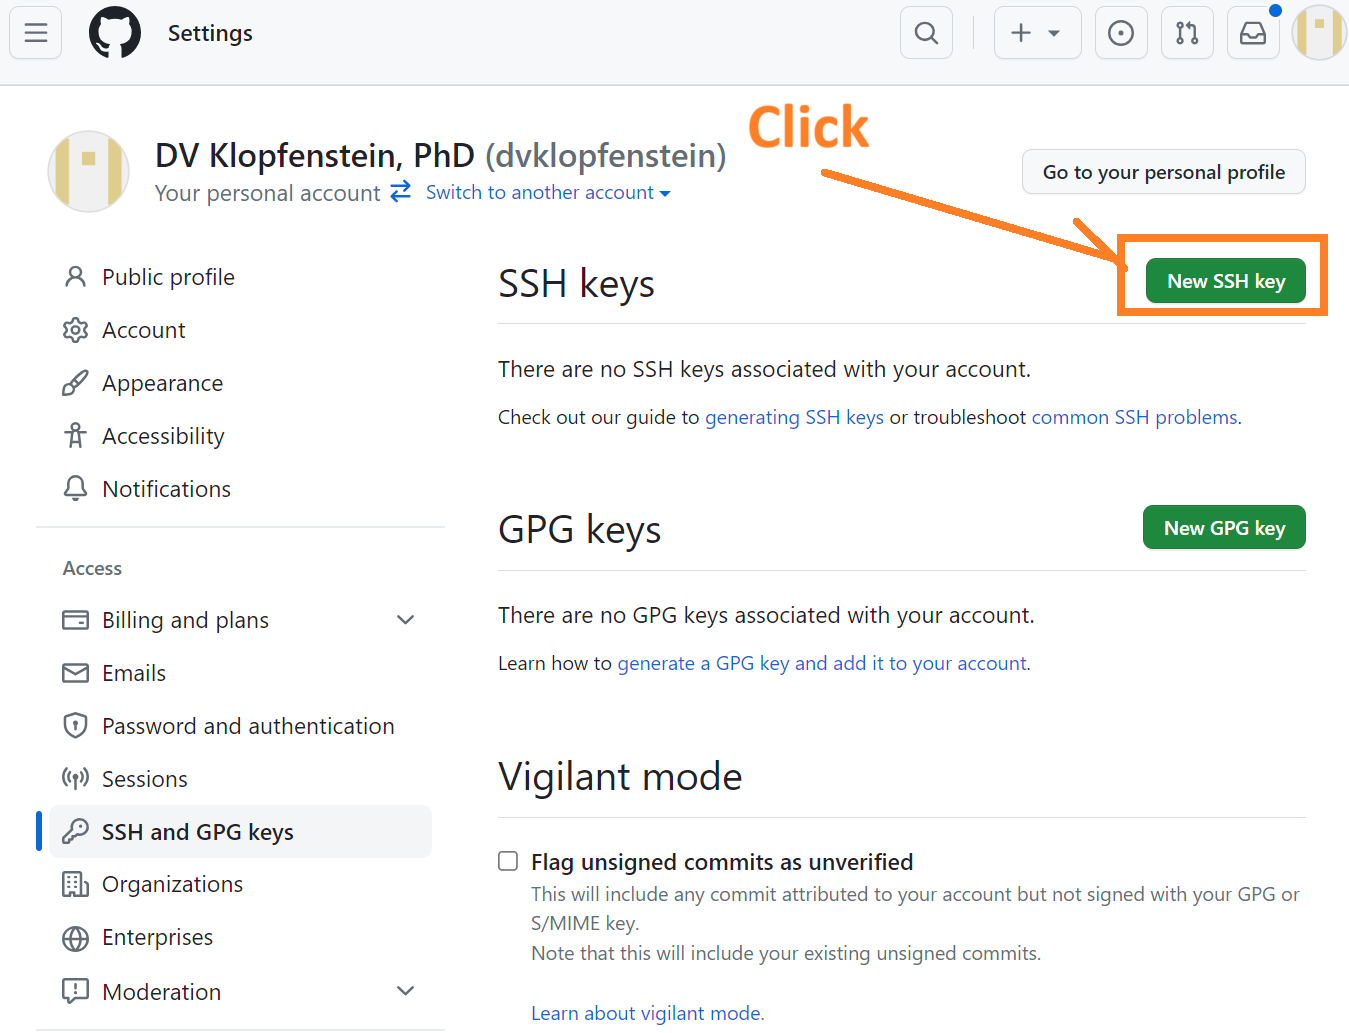 Settings
Click
DV Klopfenstein, PhD (dvklopfenstein)
Your personal account Switch to another account
Go to your personal profile
Public profile
Account
Appearance
Accessibility
Notifications
Access
Billing and plans
Emails
Password and authentication
Sessions
SSH and GPG keys
Organizations
Enterprises
Moderation
SSH keys
New SSH key
There are no SSH keys associated with your account.
Check out our guide to generating SSH keys or troubleshoot common SSH problems.
GPG keys
New GPG key
There are no GPG keys associated with your account.
Learn how to generate a GPG key and add it to your account.
Vigilant mode
Flag unsigned commits as unverified
This will include any commit attributed to your account but not signed with your GPG or
S/MIME key.
Note that this will include your existing unsigned commits.
Learn about vigilant mode.